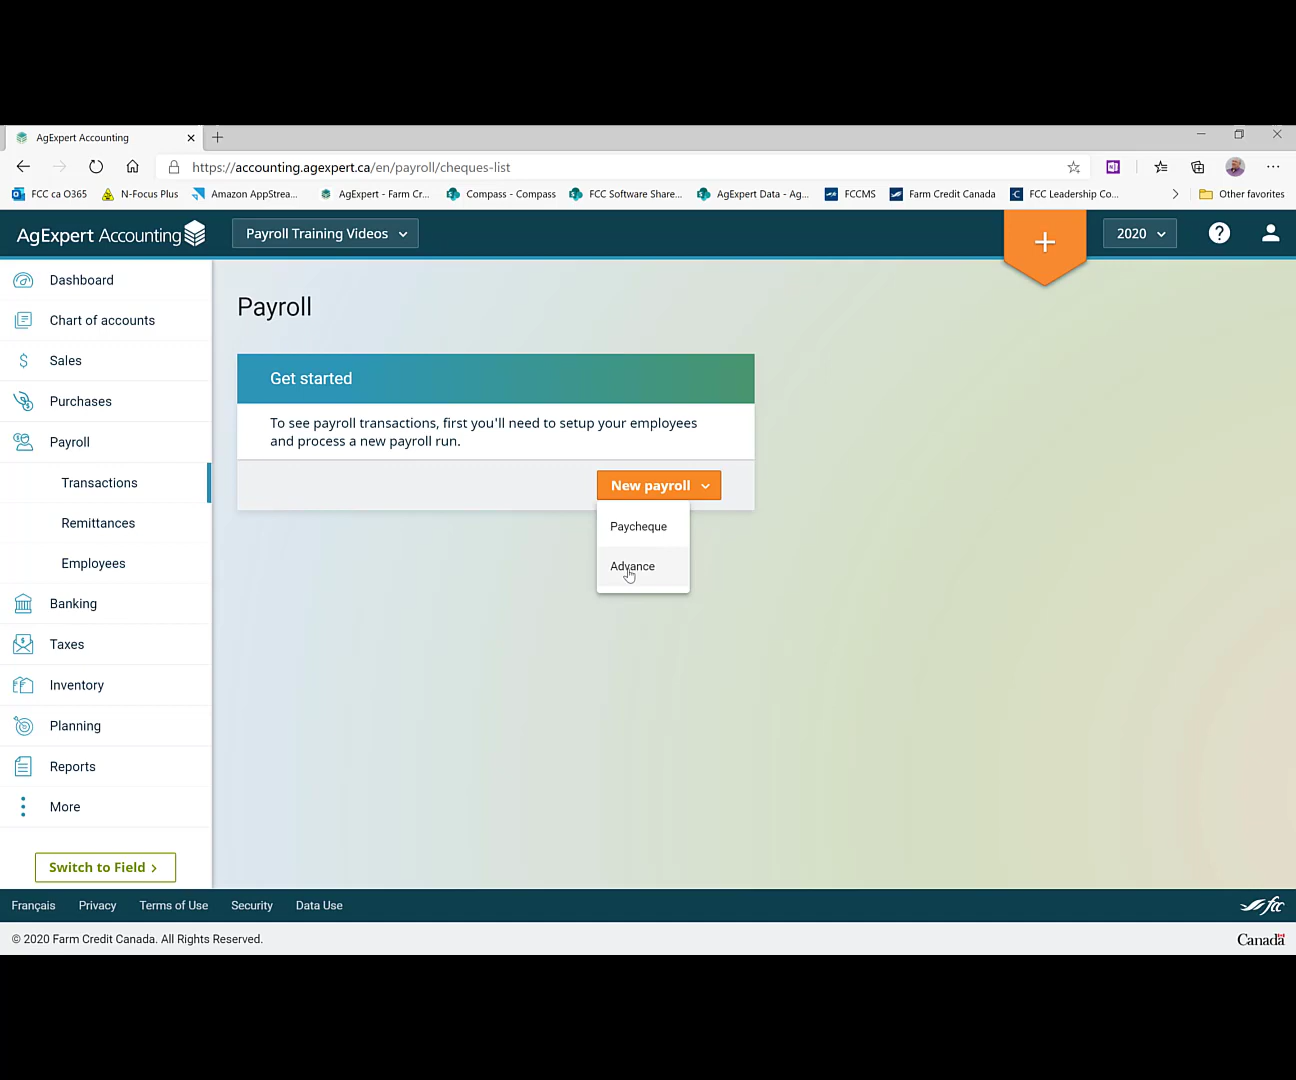 AgExpert Accounting
https://accounting.agexpert.ca/en/payroll/cheques-list
FCC ca O365 N-Focus Plus Amazon AppStrea... AgExpert - Farm Cr... Compass - Compass FCC Software Share... AgExpert Data - Ag... FCCMS Farm Credit Canada FCC Leadership Co... Other favorites
AgExpert Accounting Payroll Training Videos + 2020 ?
Dashboard
Chart of accounts
Sales
Purchases
Payroll
Transactions
Remittances
Employees
Banking
Taxes
Inventory
Planning
Reports
More
Switch to Field >
Payroll
Get started
To see payroll transactions, first you'll need to setup your employees
and process a new payroll run.
New payroll
Paycheque
Advance
Français Privacy Terms of Use Security Data Use fcc
© 2020 Farm Credit Canada. All Rights Reserved. Canada